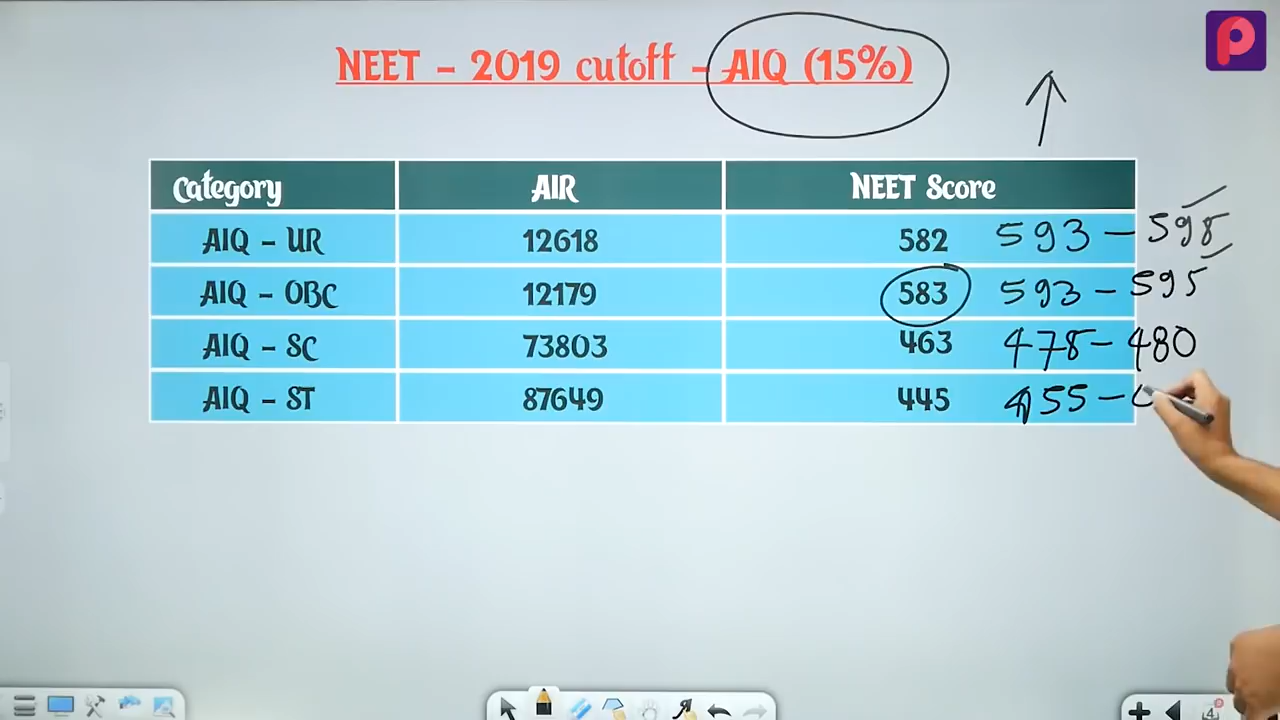 NEET - 2019 cutoff - AIQ (15%)
Category AIR NEET Score
AIQ - UR 12618 582 593 - 598
AIQ - OBC 12179 583 593 - 595
AIQ - SC 73803 463 478 - 480
AIQ - ST 87649 445 455 -
4